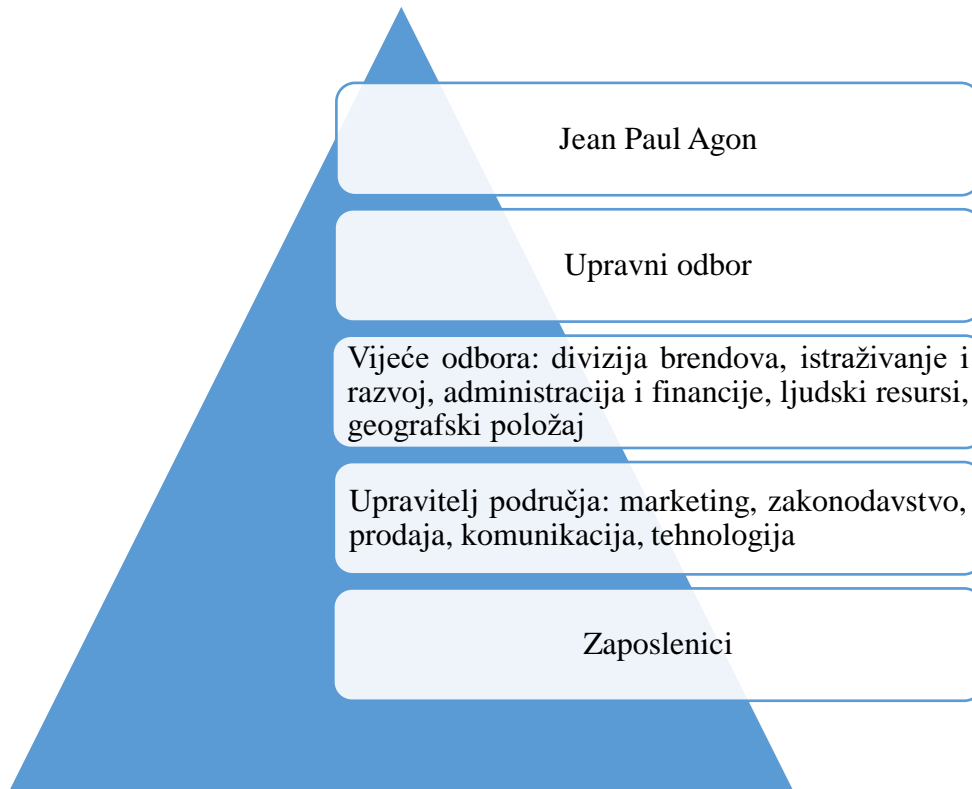 Jean Paul Agon
Upravni odbor
Vijeće odbora: divizija brendova, istraživanje i
razvoj, administracija i financije, ljudski resursi,
geografski položaj
Upravitelj područja: marketing, zakonodavstvo,
prodaja, komunikacija, tehnologija
Zaposlenici